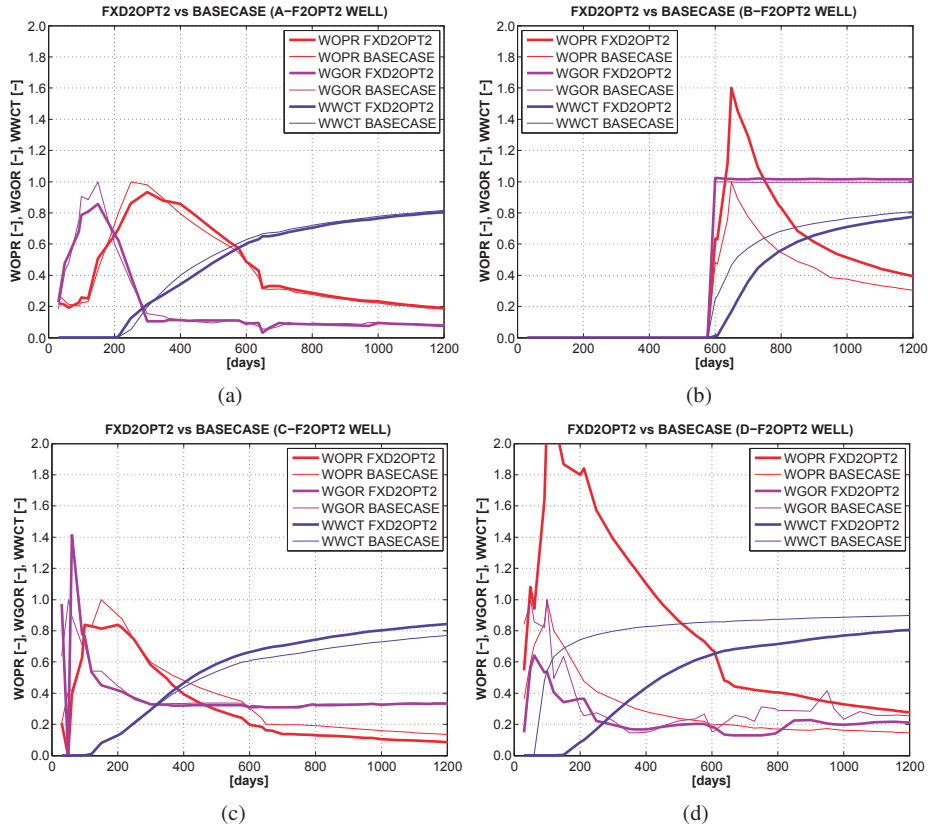 FXD2OPT2 vs BASECASE (A−F2OPT2 WELL)
WOPR [−], WGOR [−], WWCT [−]
2.0
1.8
1.6
1.4
1.2
1.0
0.8
0.6
0.4
0.2
0.0
WOPR FXD2OPT2
WOPR BASECASE
WGOR FXD2OPT2
WGOR BASECASE
WWCT FXD2OPT2
WWCT BASECASE
0 200 400 600 800 1000 1200
[days]
(a)
FXD2OPT2 vs BASECASE (B−F2OPT2 WELL)
WOPR [−], WGOR [−], WWCT [−]
2.0
1.8
1.6
1.4
1.2
1.0
0.8
0.6
0.4
0.2
0.0
WOPR FXD2OPT2
WOPR BASECASE
WGOR FXD2OPT2
WGOR BASECASE
WWCT FXD2OPT2
WWCT BASECASE
0 200 400 600 800 1000 1200
[days]
(b)
FXD2OPT2 vs BASECASE (C−F2OPT2 WELL)
WOPR [−], WGOR [−], WWCT [−]
2.0
1.8
1.6
1.4
1.2
1.0
0.8
0.6
0.4
0.2
0.0
WOPR FXD2OPT2
WOPR BASECASE
WGOR FXD2OPT2
WGOR BASECASE
WWCT FXD2OPT2
WWCT BASECASE
0 200 400 600 800 1000 1200
[days]
(c)
FXD2OPT2 vs BASECASE (D−F2OPT2 WELL)
WOPR [−], WGOR [−], WWCT [−]
2.0
1.8
1.6
1.4
1.2
1.0
0.8
0.6
0.4
0.2
0.0
WOPR FXD2OPT2
WOPR BASECASE
WGOR FXD2OPT2
WGOR BASECASE
WWCT FXD2OPT2
WWCT BASECASE
0 200 400 600 800 1000 1200
[days]
(d)